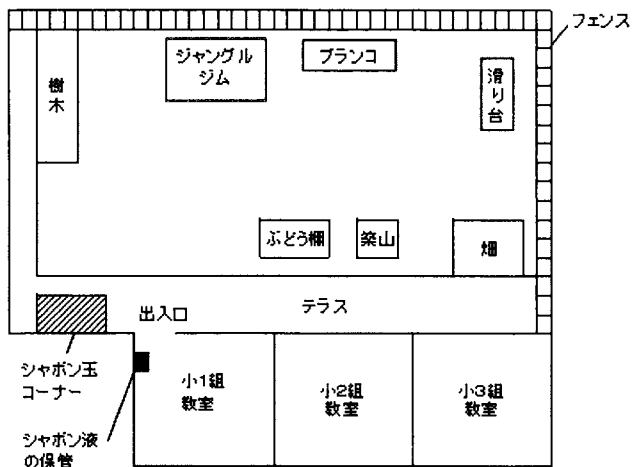 フェンス
ジャングル
ジム
ブランコ
滑り台
樹木
ぶどう棚
築山
畑
出入口
テラス
シャボン玉
コーナー
小1組
教室
小2組
教室
小3組
教室
シャボン液
の保管